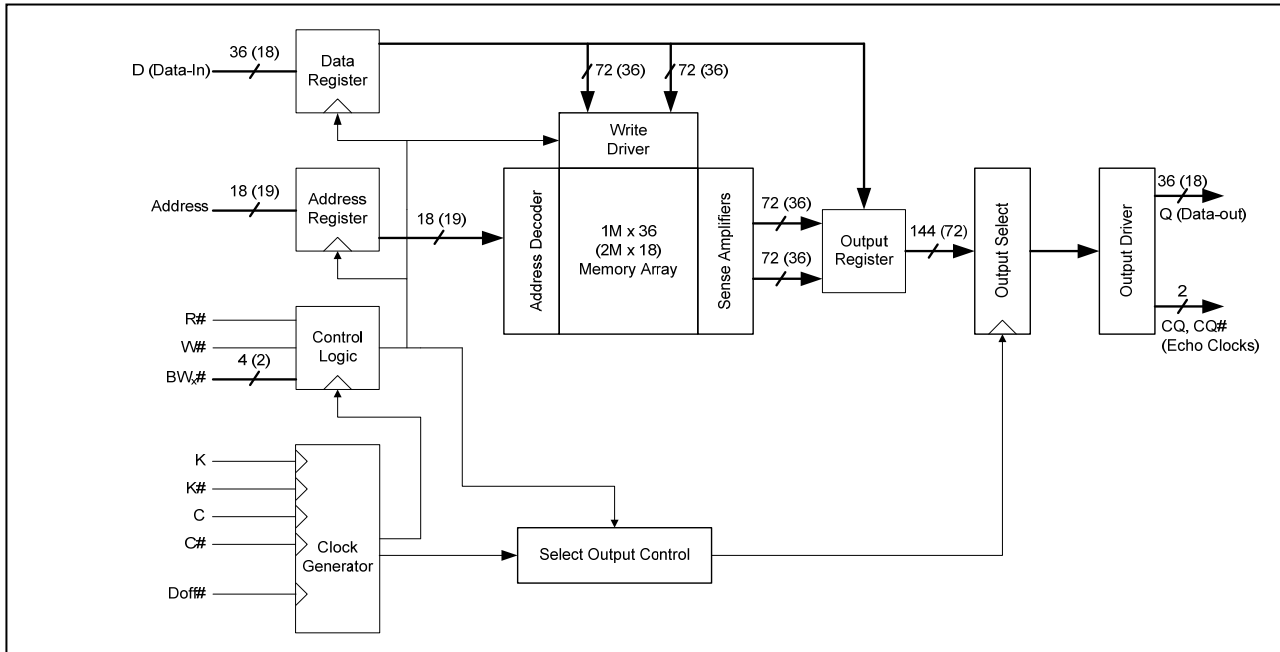 36 (18)
D (Data-In)
Data
Register
72 (36)
72 (36)
Write
Driver
18 (19)
Address
Address
Register
18 (19)
Address Decoder
1M x 36
(2M x 18)
Memory Array
Sense Amplifiers
72 (36)
72 (36)
Output
Register
144 (72)
Output Select
Output Driver
36 (18)
Q (Data-out)
2
CQ, CQ#
(Echo Clocks)
R#
W#
4 (2)
BWx#
Control
Logic
K
K#
C
C#
Doff#
Clock
Generator
Select Output Control